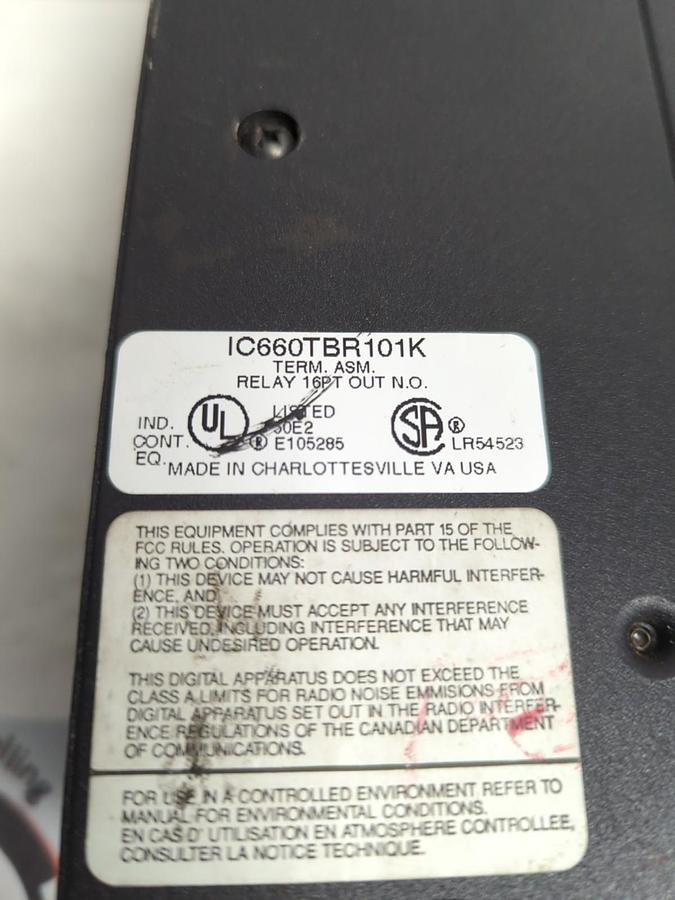 IC660TBR101K
TERM. ASM.
RELAY 16PT OUT N.O.
IND. CONT. EQ.
UL ® LISTED
30E2
E105285
SA ® LR54523
MADE IN CHARLOTTESVILLE VA USA
THIS EQUIPMENT COMPLIES WITH PART 15 OF THE
FCC RULES. OPERATION IS SUBJECT TO THE FOLLOW-
ING TWO CONDITIONS:
(1) THIS DEVICE MAY NOT CAUSE HARMFUL INTERFER-
ENCE, AND
(2) THIS DEVICE MUST ACCEPT ANY INTERFERENCE
RECEIVED, INCLUDING INTERFERENCE THAT MAY
CAUSE UNDESIRED OPERATION.
THIS DIGITAL APPARATUS DOES NOT EXCEED THE
CLASS A LIMITS FOR RADIO NOISE EMMISIONS FROM
DIGITAL APPARATUS SET OUT IN THE RADIO INTERFER-
ENCE REGULATIONS OF THE CANADIAN DEPARTMENT
OF COMMUNICATIONS.
FOR USE IN A CONTROLLED ENVIRONMENT REFER TO
MANUAL FOR ENVIRONMENTAL CONDITIONS.
EN CAS D' UTILISATION EN ATMOSPHERE CONTROLLEE,
CONSULTER LA NOTICE TECHNIQUE.